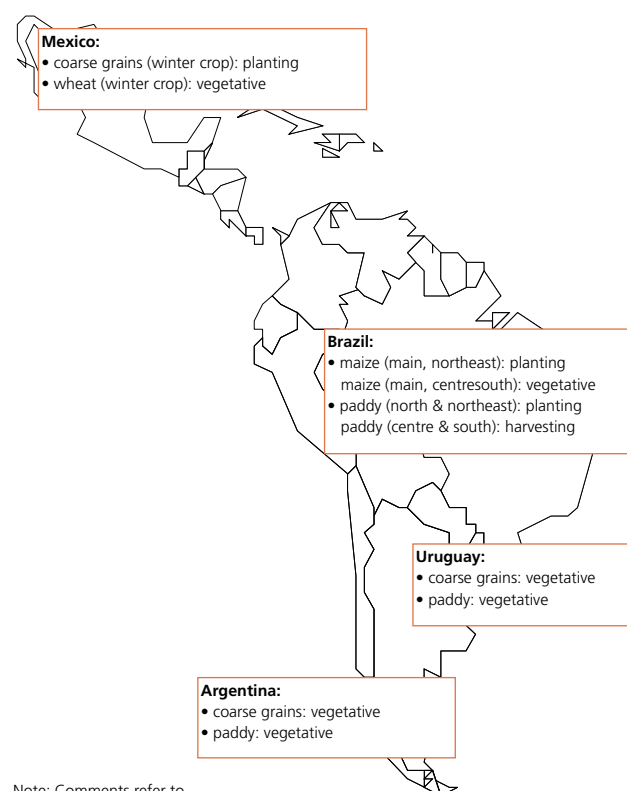 Mexico:
• coarse grains (winter crop): planting
• wheat (winter crop): vegetative
Brazil:
• maize (main, northeast): planting
maize (main, centresouth): vegetative
• paddy (north & northeast): planting
paddy (centre & south): harvesting
Uruguay:
• coarse grains: vegetative
• paddy: vegetative
Argentina:
• coarse grains: vegetative
• paddy: vegetative
Note: Comments refer to